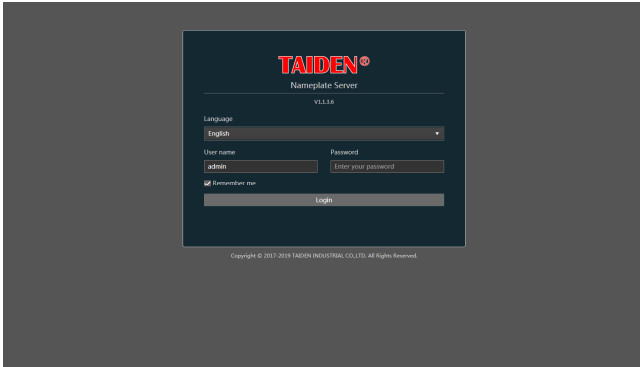 TAIDEN®
Nameplate Server
V1.1.3.6
Language
English
User name Password
admin Enter your password
Remember me
Login
Copyright © 2017-2019 TAIDEN INDUSTRIAL CO.,LTD. All Rights Reserved.